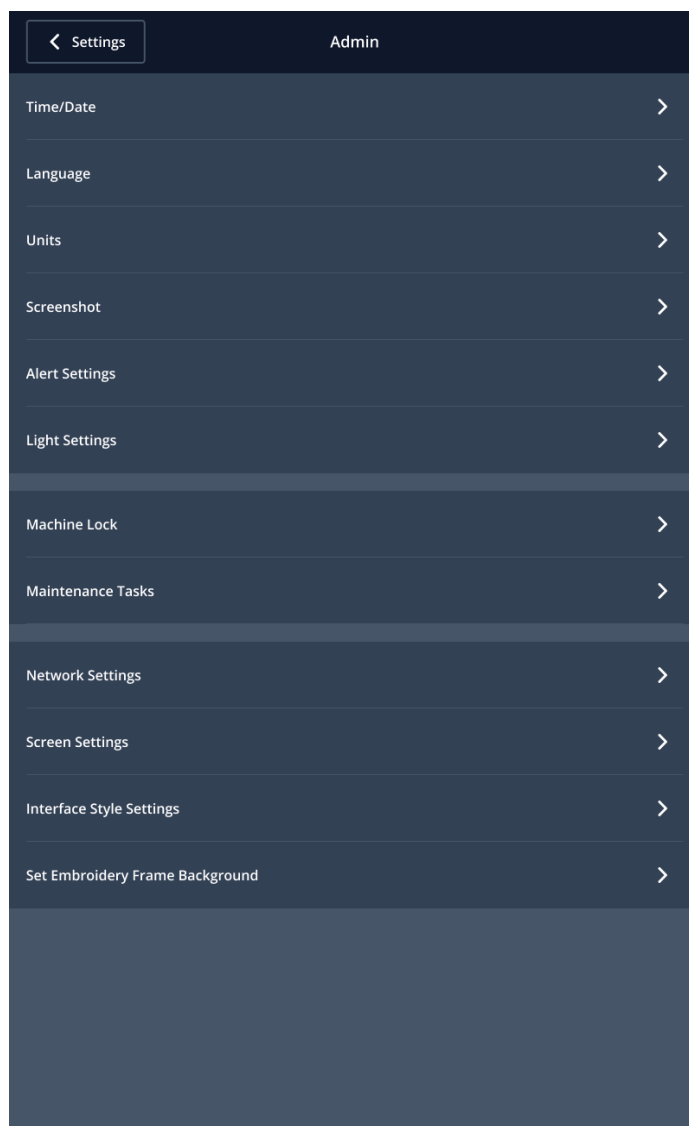 Settings
Admin
Time/Date
Language
Units
Screenshot
Alert Settings
Light Settings
Machine Lock
Maintenance Tasks
Network Settings
Screen Settings
Interface Style Settings
Set Embroidery Frame Background